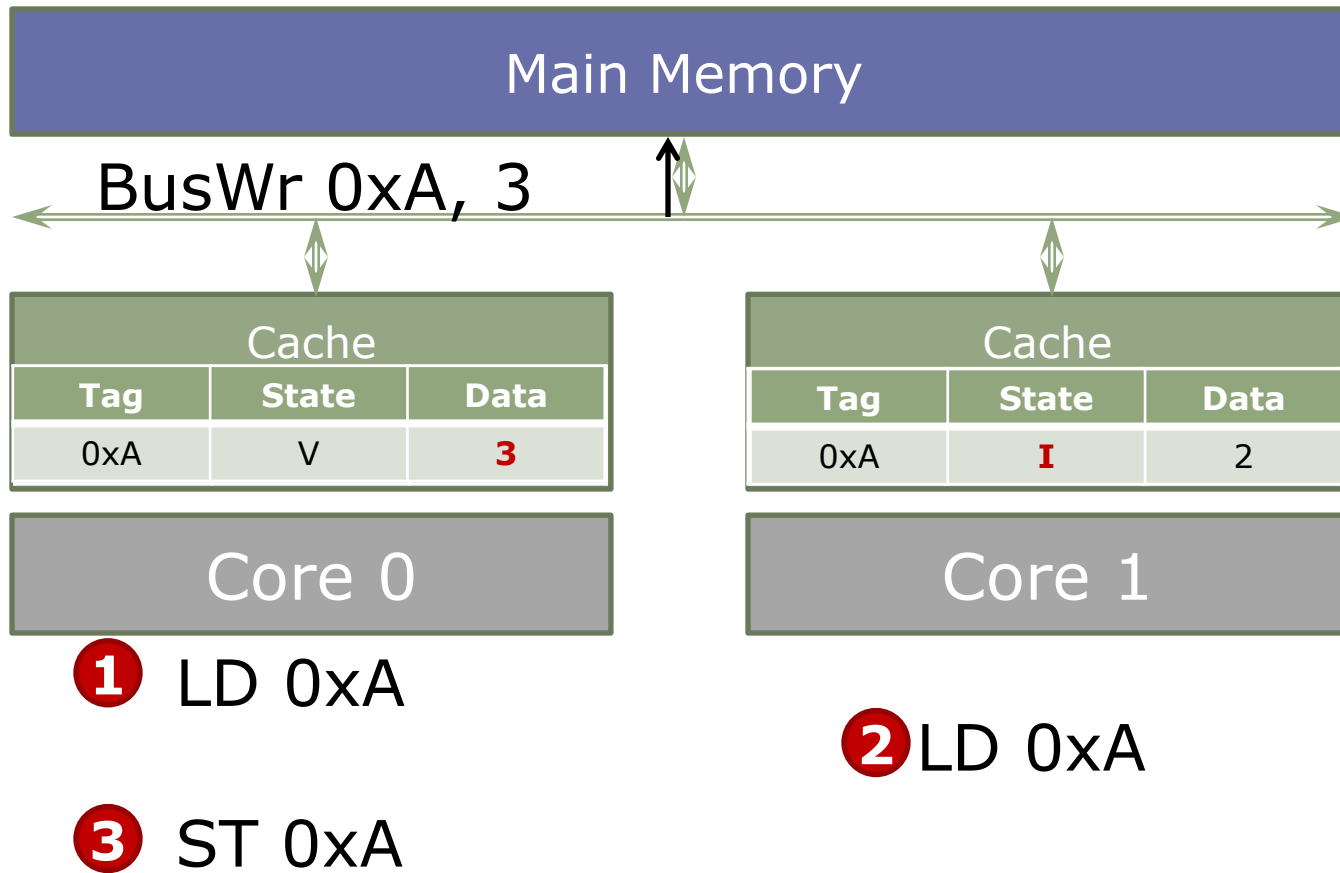 Main Memory
BusWr 0xA, 3
Cache
Tag State Data
0xA V 3
Cache
Tag State Data
0xA I 2
Core 0
Core 1
1 LD 0xA
2 LD 0xA
3 ST 0xA